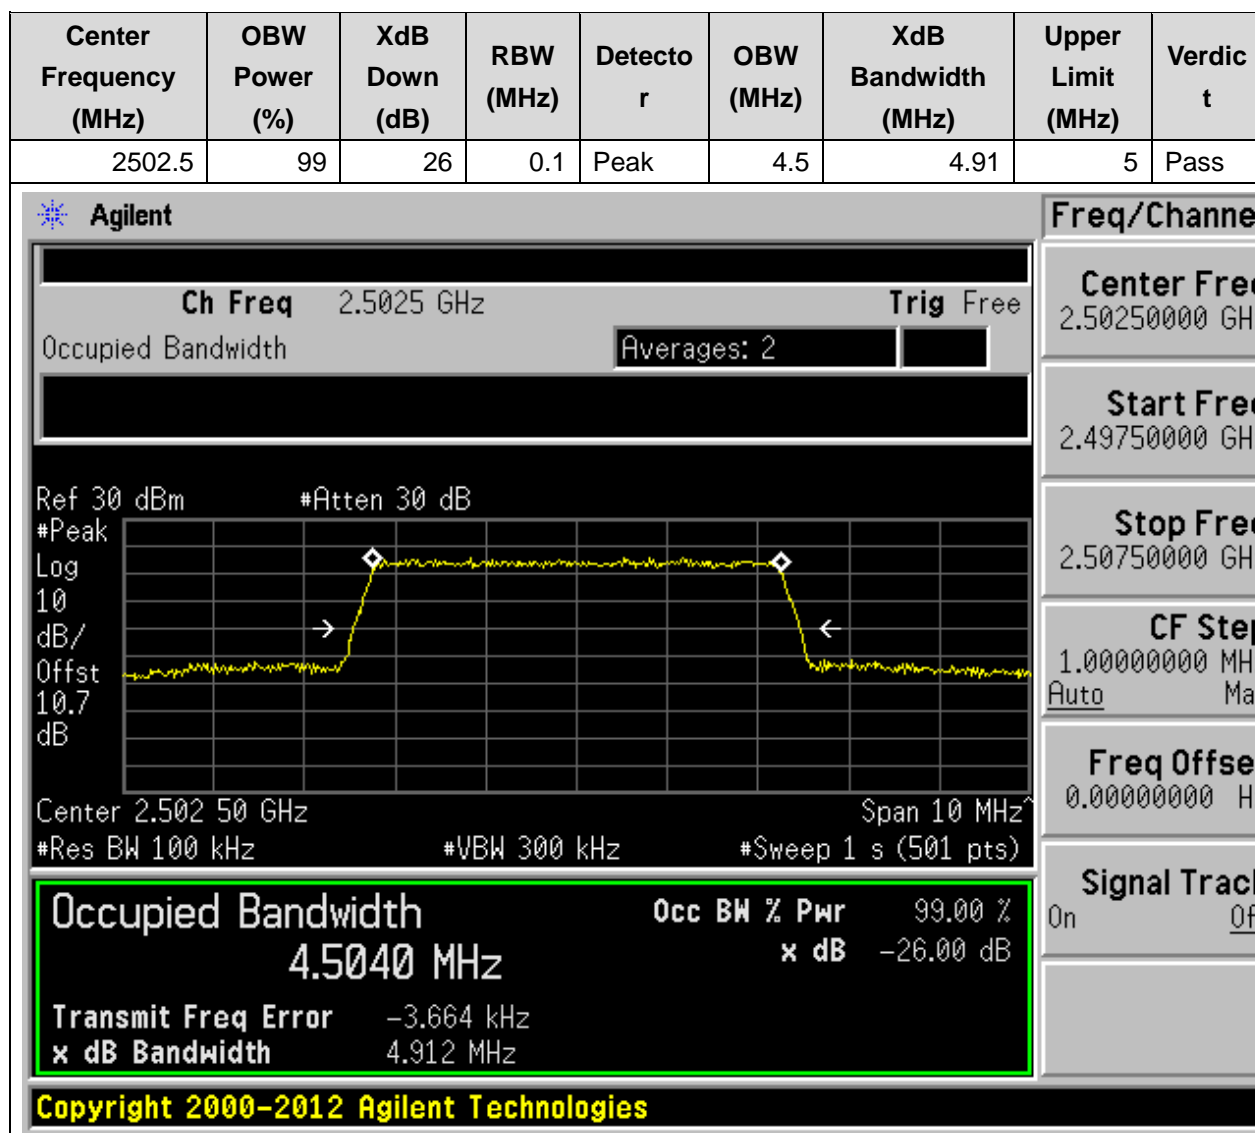 Center Frequency (MHz) OBW Power (%) XdB Down (dB) RBW (MHz) Detecto r OBW (MHz) XdB Bandwidth (MHz) Upper Limit (MHz) Verdic t
2502.5 99 26 0.1 Peak 4.5 4.91 5 Pass
Agilent
Freq/Channe
Ch Freq 2.5025 GHz Trig Free
Occupied Bandwidth Averages: 2
Ref 30 dBm #Atten 30 dB
#Peak
Log
10
dB/
Offst
10.7
dB
Center 2.502 50 GHz Span 10 MHz^
#Res BW 100 kHz #VBW 300 kHz #Sweep 1 s (501 pts)
Occupied Bandwidth
4.5040 MHz
Occ BW % Pwr 99.00 %
x dB -26.00 dB
Transmit Freq Error -3.664 kHz
x dB Bandwidth 4.912 MHz
Center Fre
2.50250000 GH
Start Fre
2.49750000 GH
Stop Fre
2.50750000 GH
CF Ste
1.00000000 MH
Auto Ma
Freq Offse
0.00000000 H
Signal Trac
On Of
Copyright 2000-2012 Agilent Technologies